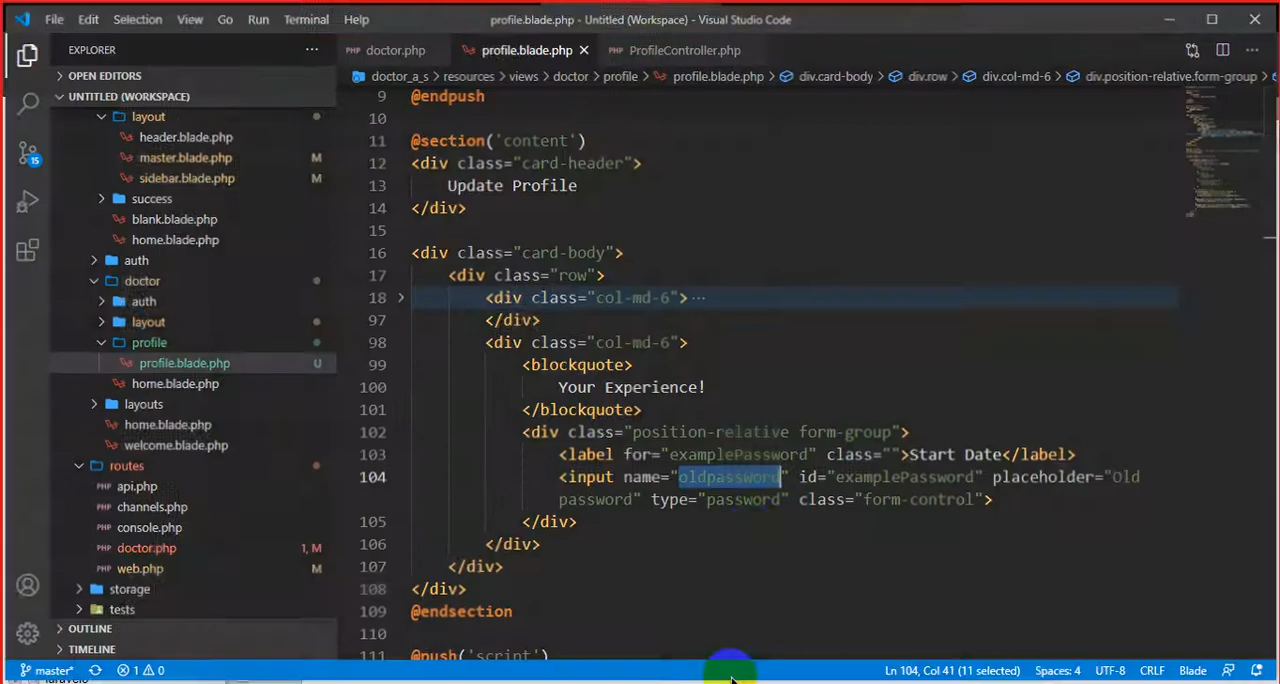 File Edit Selection View Go Run Terminal Help profile.blade.php - Untitled (Workspace) - Visual Studio Code
EXPLORER ...
OPEN EDITORS
UNTITLED (WORKSPACE)
layout
header.blade.php
master.blade.php M
sidebar.blade.php M
success
blank.blade.php
home.blade.php
auth
doctor
auth
layout
profile
profile.blade.php U
home.blade.php
layouts
home.blade.php
welcome.blade.php
routes
PHP api.php
PHP channels.php
PHP console.php
PHP doctor.php 1, M
PHP web.php M
storage
tests
OUTLINE
TIMELINE
15
PHP doctor.php profile.blade.php PHP ProfileController.php
doctor_a_s > resources > views > doctor > profile > profile.blade.php > div.card-body > div.row > div.col-md-6 > div.position-relative.form-group >
9 @endpush
10
11 @section('content')
12 <div class="card-header">
13 Update Profile
14 </div>
15
16 <div class="card-body">
17 <div class="row">
18 <div class="col-md-6">...
97 </div>
98 <div class="col-md-6">
99 <blockquote>
100 Your Experience!
101 </blockquote>
102 <div class="position-relative form-group">
103 <label for="examplePassword" class="">Start Date</label>
104 <input name="oldpassword" id="examplePassword" placeholder="Old
password" type="password" class="form-control">
105 </div>
106 </div>
107 </div>
108 </div>
109 @endsection
110
111 @push('script')
master* 1 0 Ln 104, Col 41 (11 selected) Spaces: 4 UTF-8 CRLF Blade